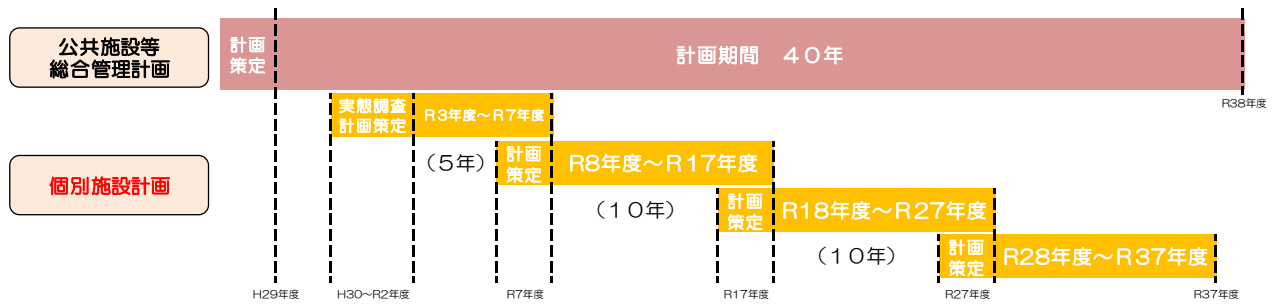 公共施設等
総合管理計画
計画
策定
計画期間　４０年
R38年度
実態調査
計画策定
R3年度～R7年度
個別施設計画
（5年）
計画
策定
R8年度～R17年度
（10年）
計画
策定
R18年度～R27年度
（10年）
計画
策定
R28年度～R37年度
H29年度
H30～R2年度
R7年度
R17年度
R27年度
R37年度